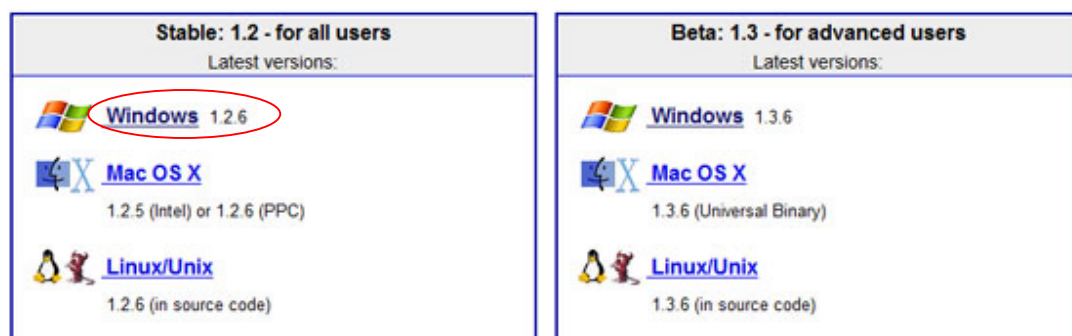 Stable: 1.2 - for all users
Latest versions:
Windows 1.2.6
Mac OS X
1.2.5 (Intel) or 1.2.6 (PPC)
Linux/Unix
1.2.6 (in source code)
Beta: 1.3 - for advanced users
Latest versions:
Windows 1.3.6
Mac OS X
1.3.6 (Universal Binary)
Linux/Unix
1.3.6 (in source code)